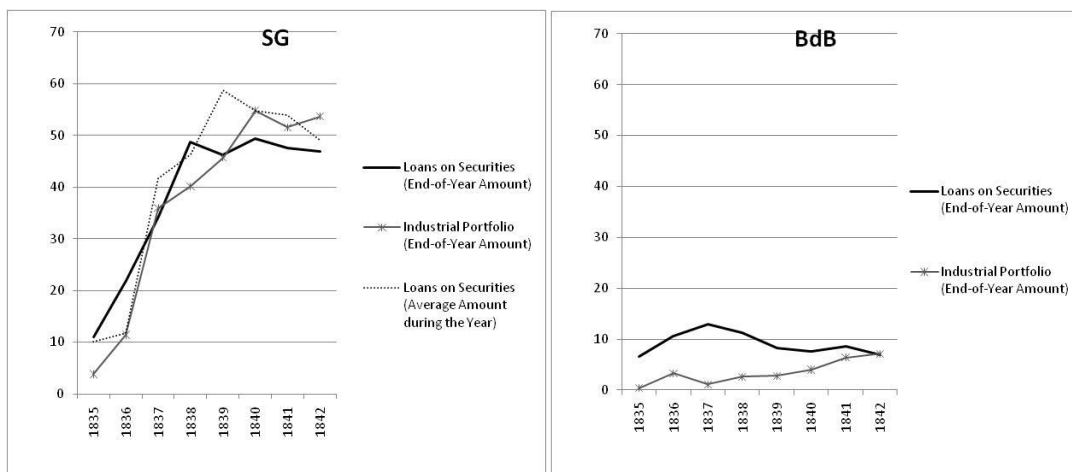 SG
70
60
50
40
30
20
10
0
1835
1836
1837
1838
1839
1840
1841
1842
Loans on Securities
(End-of-Year Amount)
Industrial Portfolio
(End-of-Year Amount)
Loans on Securities
(Average Amount
during the Year)
BdB
70
60
50
40
30
20
10
0
1835
1836
1837
1838
1839
1840
1841
1842
Loans on Securities
(End-of-Year Amount)
Industrial Portfolio
(End-of-Year Amount)